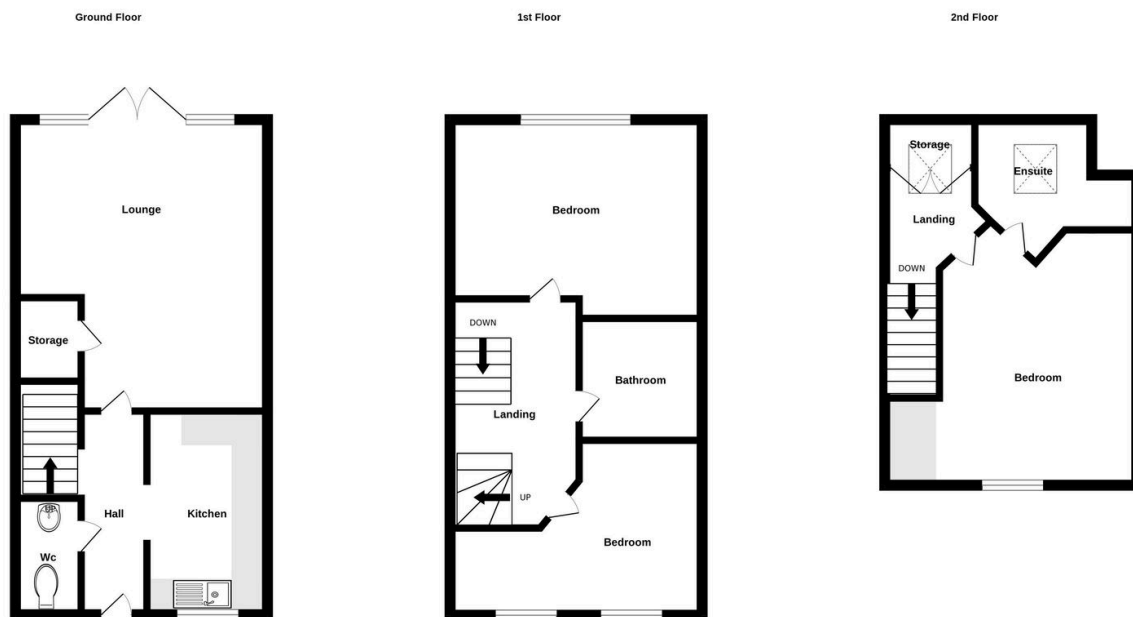 Ground Floor
Lounge
Storage
Hall
Kitchen
Wc
1st Floor
Bedroom
DOWN
Bathroom
Landing
UP
Bedroom
2nd Floor
Storage
Ensuite
Landing
DOWN
Bedroom